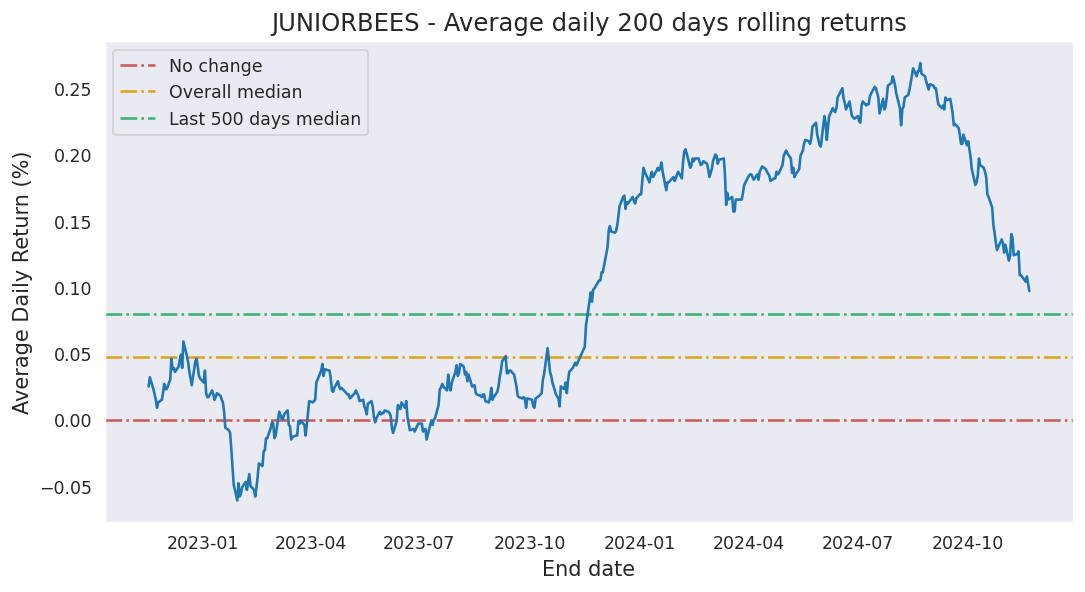 JUNIORBEES - Average daily 200 days rolling returns
No change
Overall median
Last 500 days median
Average Daily Return (%)
0.25
0.20
0.15
0.10
0.05
0.00
−0.05
2023-01 2023-04 2023-07 2023-10 2024-01 2024-04 2024-07 2024-10
End date